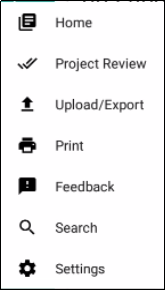 Home
Project Review
Upload/Export
Print
Feedback
Search
Settings